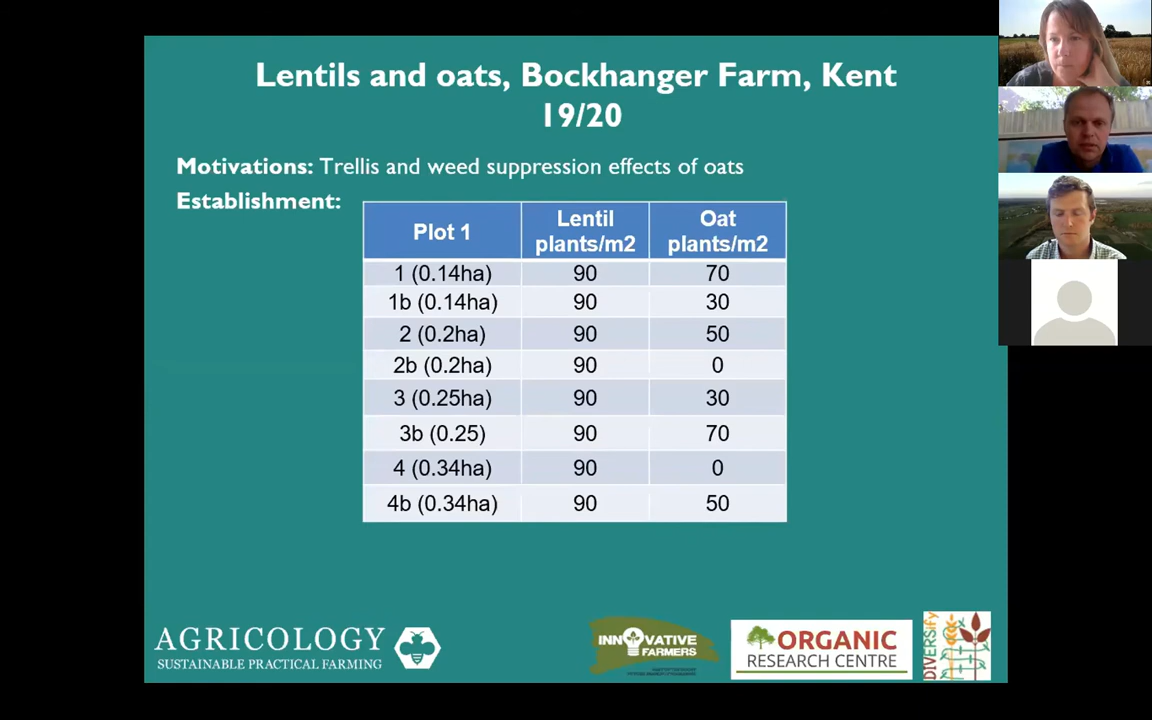 Lentils and oats, Bockhanger Farm, Kent
19/20
Motivations: Trellis and weed suppression effects of oats
Establishment:
Plot 1 Lentil plants/m2 Oat plants/m2
1 (0.14ha) 90 70
1b (0.14ha) 90 30
2 (0.2ha) 90 50
2b (0.2ha) 90 0
3 (0.25ha) 90 30
3b (0.25) 90 70
4 (0.34ha) 90 0
4b (0.34ha) 90 50
AGRICOLOGY
SUSTAINABLE PRACTICAL FARMING
INNOVATIVE
FARMERS
ORGANIC
RESEARCH CENTRE
DIVERSify